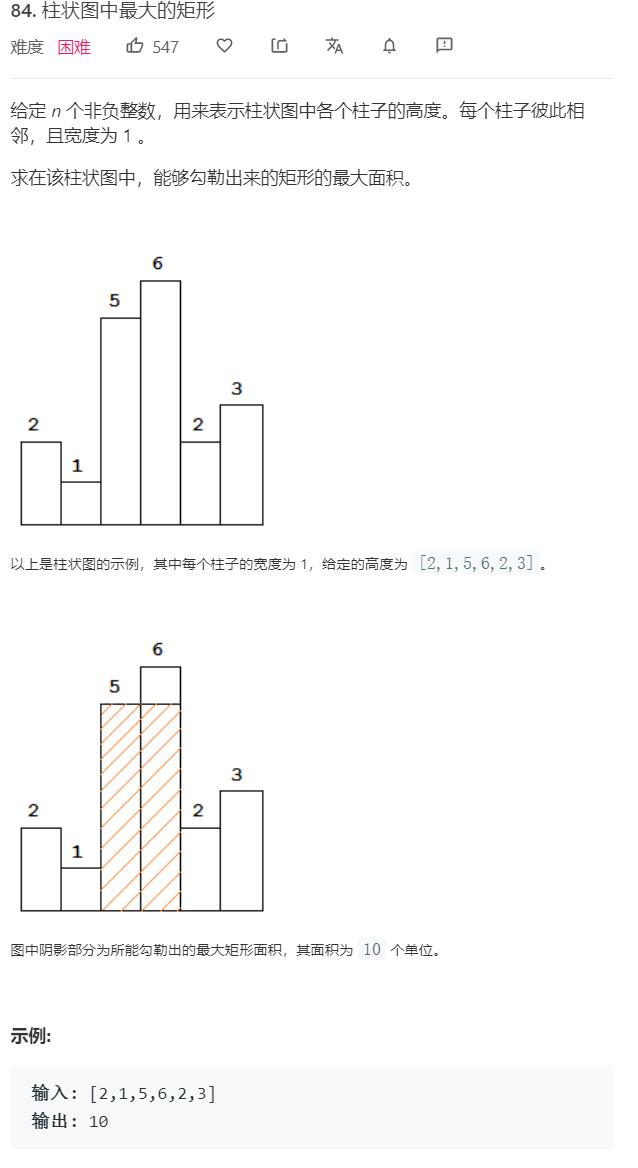 84. 柱状图中最大的矩形
难度 困难 547
给定 n 个非负整数，用来表示柱状图中各个柱子的高度。每个柱子彼此相
邻，且宽度为 1 。
求在该柱状图中，能够勾勒出来的矩形的最大面积。
6
5
3
2 2
1
以上是柱状图的示例，其中每个柱子的宽度为 1，给定的高度为 [2,1,5,6,2,3] 。
6
5
3
2 2
1
图中阴影部分为所能勾勒出的最大矩形面积，其面积为 10 个单位。
示例:
输入: [2,1,5,6,2,3]
输出: 10